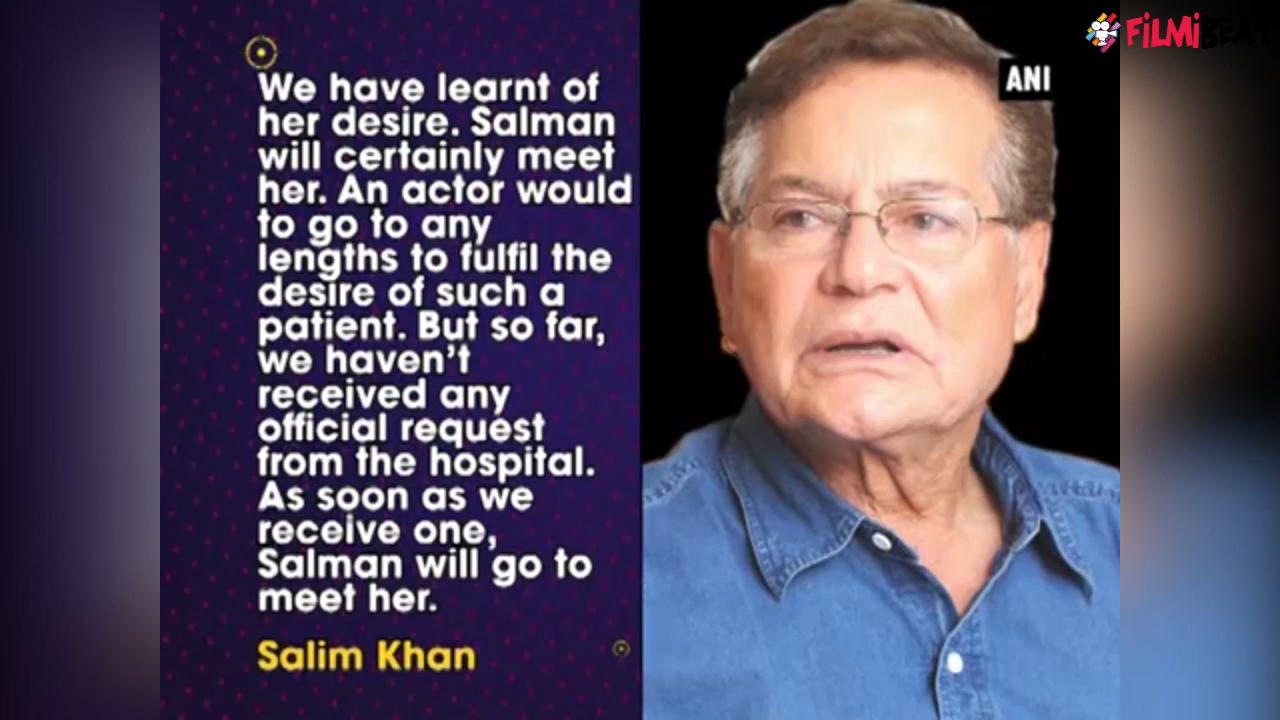 We have learnt of
her desire. Salman
will certainly meet
her. An actor would
to go to any
lengths to fulfil the
desire of such a
patient. But so far,
we haven't
received any
official request
from the hospital.
As soon as we
receive one,
Salman will go to
meet her.
Salim Khan
ANI
FiLMiBEAT